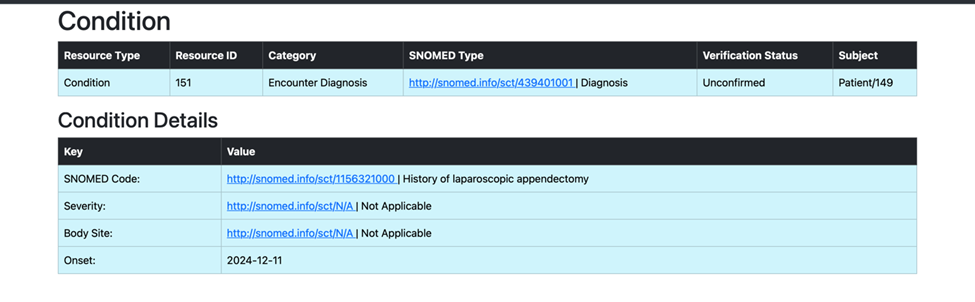 Condition
Resource Type Resource ID Category SNOMED Type Verification Status Subject
Condition 151 Encounter Diagnosis http://snomed.info/sct/439401001 | Diagnosis Unconfirmed Patient/149
Condition Details
Key Value
SNOMED Code: http://snomed.info/sct/1156321000 | History of laparoscopic appendectomy
Severity: http://snomed.info/sct/N/A | Not Applicable
Body Site: http://snomed.info/sct/N/A | Not Applicable
Onset: 2024-12-11